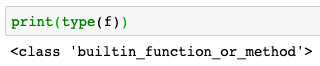 print(type(f))
<class 'builtin_function_or_method'>